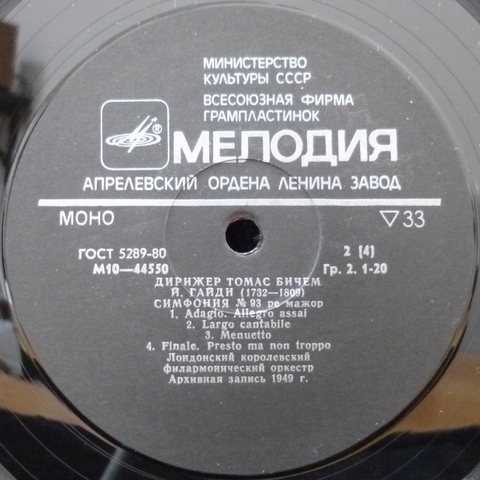 МИНИСТЕРСТВО
КУЛЬТУРЫ СССР
ВСЕСОЮЗНАЯ ФИРМА
ГРАМПЛАСТИНОК
® МЕЛОДИЯ
АПРЕЛЕВСКИЙ ОРДЕНА ЛЕНИНА ЗАВОД
МОНО ▽33
ГОСТ 5289-80 2 (4)
М10—44550 Гр. 2. 1-20
ДИРИЖЕР ТОМАС БИЧЕМ
Й. ГАЙДН (1732—1809)
СИМФОНИЯ № 93 ре мажор
1. Adagio. Allegro assai
2. Largo cantabile
3. Menuetto
4. Finale. Presto ma non troppo
Лондонский королевский
филармонический оркестр
Архивная запись 1949 г.